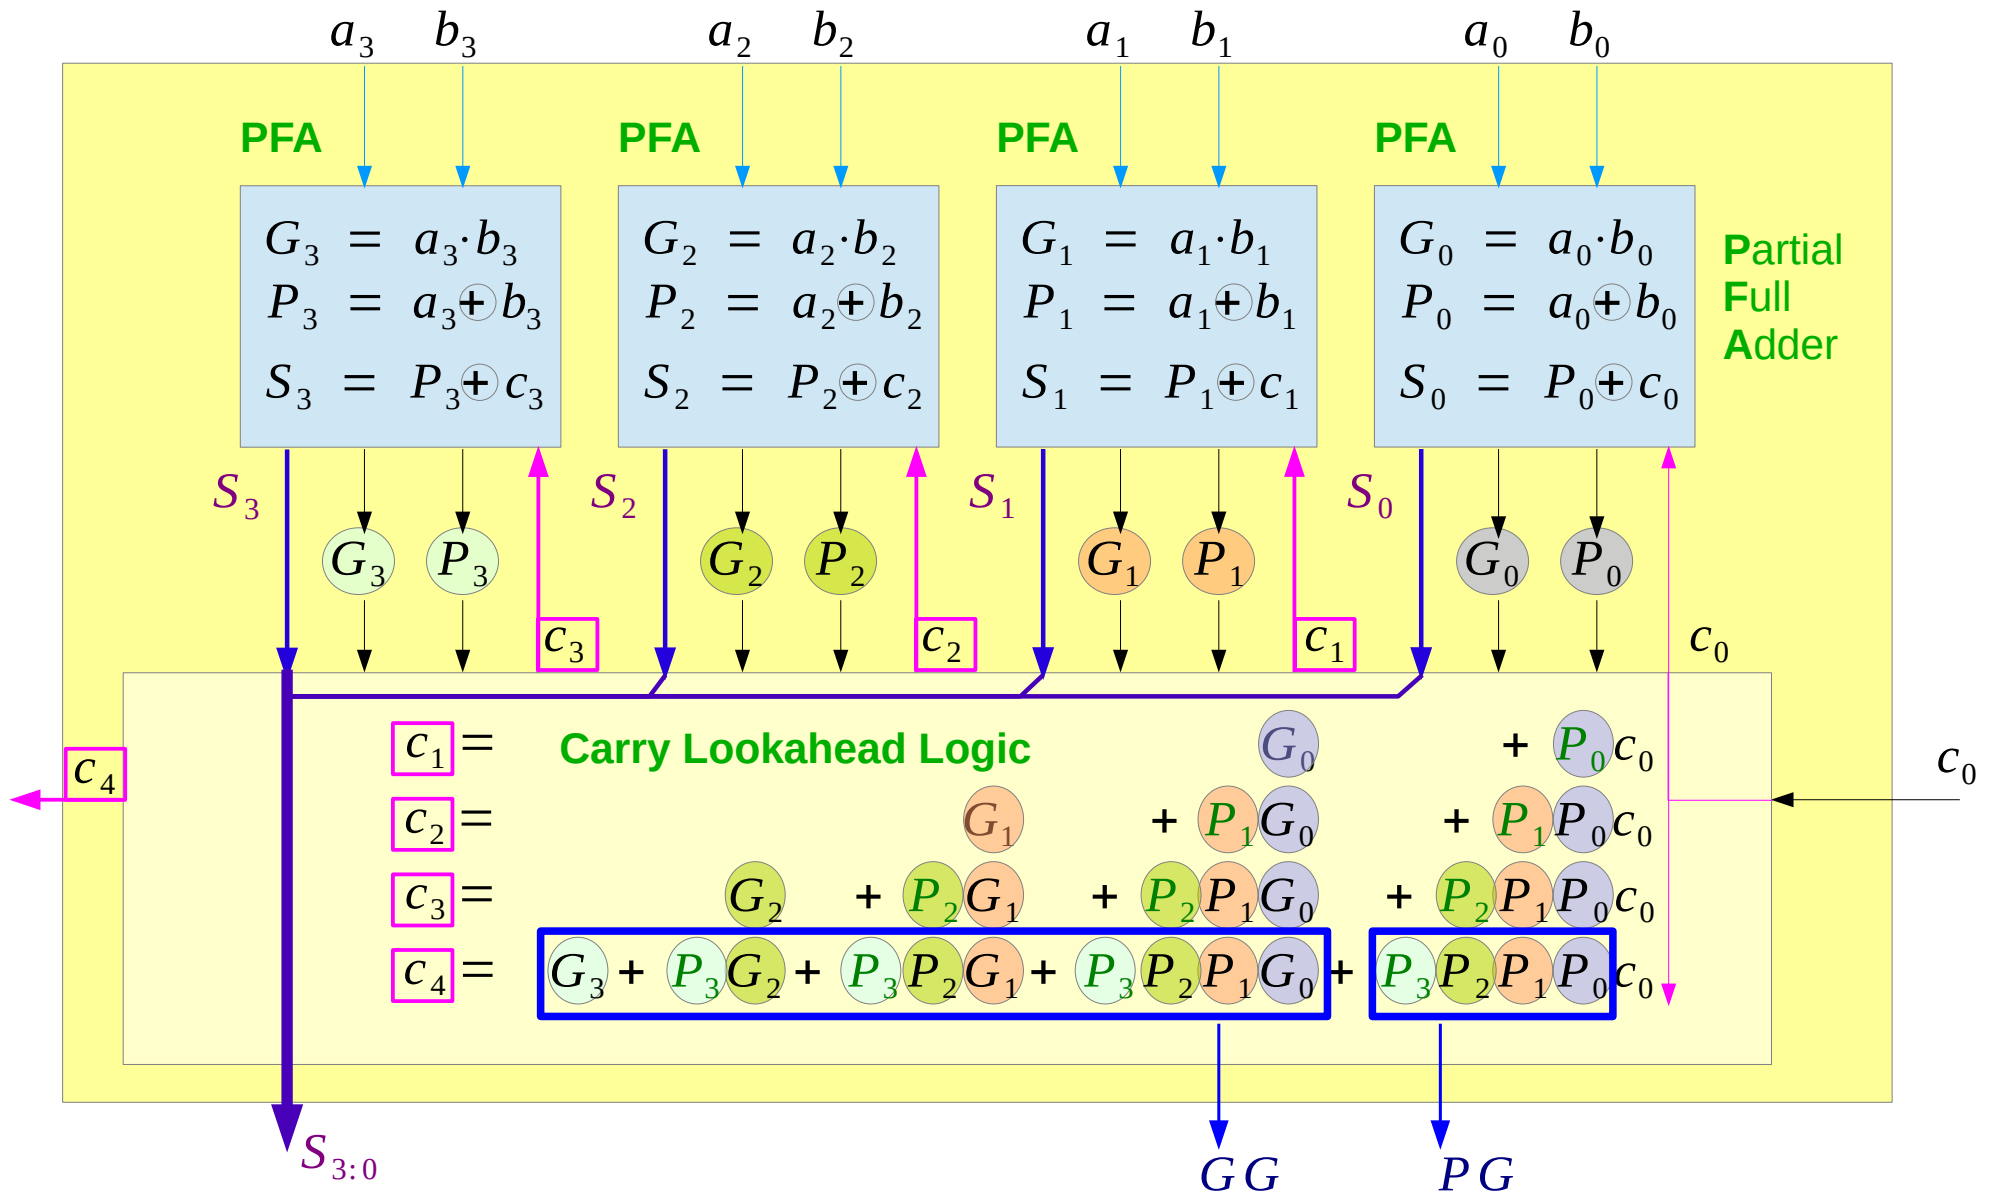 a₃ b₃ a₂ b₂ a₁ b₁ a₀ b₀
PFA PFA PFA PFA
G₃ = a₃·b₃
P₃ = a₃⊕b₃
S₃ = P₃⊕c₃
G₂ = a₂·b₂
P₂ = a₂⊕b₂
S₂ = P₂⊕c₂
G₁ = a₁·b₁
P₁ = a₁⊕b₁
S₁ = P₁⊕c₁
G₀ = a₀·b₀
P₀ = a₀⊕b₀
S₀ = P₀⊕c₀
Partial
Full
Adder
S₃ S₂ S₁ S₀
G₃ P₃ G₂ P₂ G₁ P₁ G₀ P₀
c₃ c₂ c₁ c₀
Carry Lookahead Logic
c₁ = G₀ + P₀c₀
c₂ = G₁ + P₁G₀ + P₁P₀c₀
c₃ = G₂ + P₂G₁ + P₂P₁G₀ + P₂P₁P₀c₀
c₄ = G₃ + P₃G₂ + P₃P₂G₁ + P₃P₂P₁G₀ + P₃P₂P₁P₀c₀
c₄
c₀
S₃:₀
GG PG